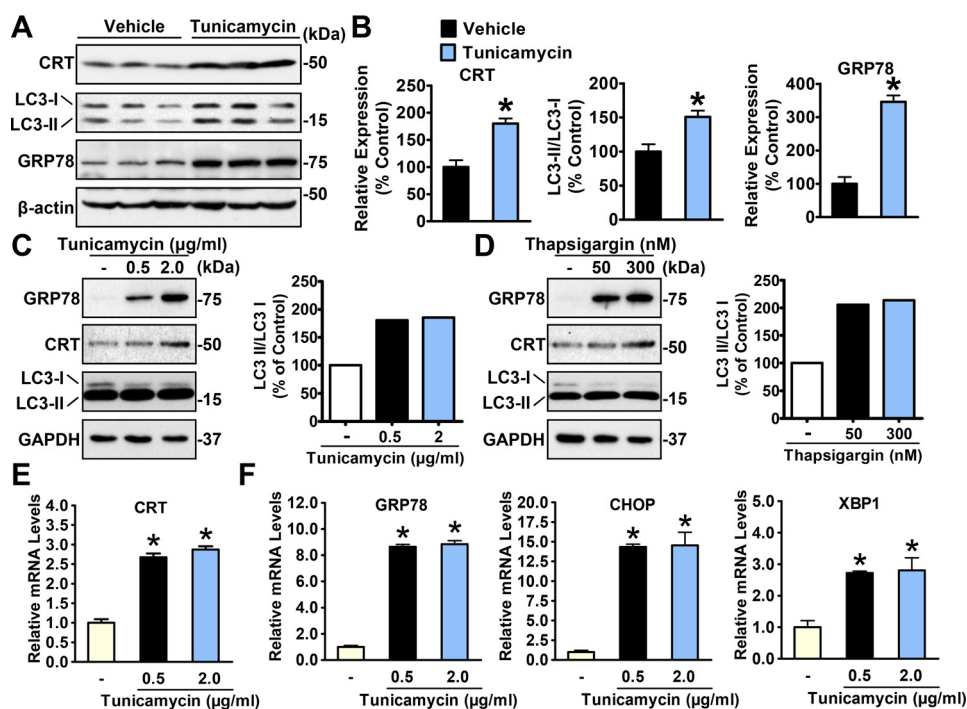 A
Vehicle Tunicamycin (kDa)
CRT -50
LC3-I
LC3-II -15
GRP78 -75
-50
β-actin
B
Vehicle
Tunicamycin
CRT
Relative Expression
(% Control)
250
200
150
100
50
0
*
LC3-II/LC3-I
(% Control)
200
150
100
50
0
*
GRP78
Relative Expression
(% Control)
400
300
200
100
0
*
C
Tunicamycin (µg/ml)
- 0.5 2.0 (kDa)
GRP78 -75
CRT -50
LC3-I
LC3-II -15
GAPDH -37
LC3 II/LC3 I
(% of Control)
250
200
150
100
50
0
- 0.5 2
Tunicamycin (µg/ml)
D
Thapsigargin (nM)
- 50 300 (kDa)
GRP78 -75
CRT -50
LC3-I
LC3-II -15
GAPDH -37
LC3 II/LC3 I
(% of Control)
250
200
150
100
50
0
- 50 300
Thapsigargin (nM)
E
CRT
Relative mRNA Levels
4.0
3.5
3.0
2.5
2.0
1.5
1.0
0.5
0.0
* *
- 0.5 2.0
Tunicamycin (µg/ml)
F
GRP78
Relative mRNA Levels
12.0
10.0
8.0
6.0
4.0
2.0
0.0
* *
- 0.5 2.0
Tunicamycin (µg/ml)
CHOP
Relative mRNA Levels
20.0
17.5
15.0
12.5
10.0
7.5
5.0
2.5
0.0
* *
- 0.5 2.0
Tunicamycin (µg/ml)
XBP1
Relative mRNA Levels
5.0
4.0
3.0
2.0
1.0
0.0
* *
- 0.5 2.0
Tunicamycin (µg/ml)